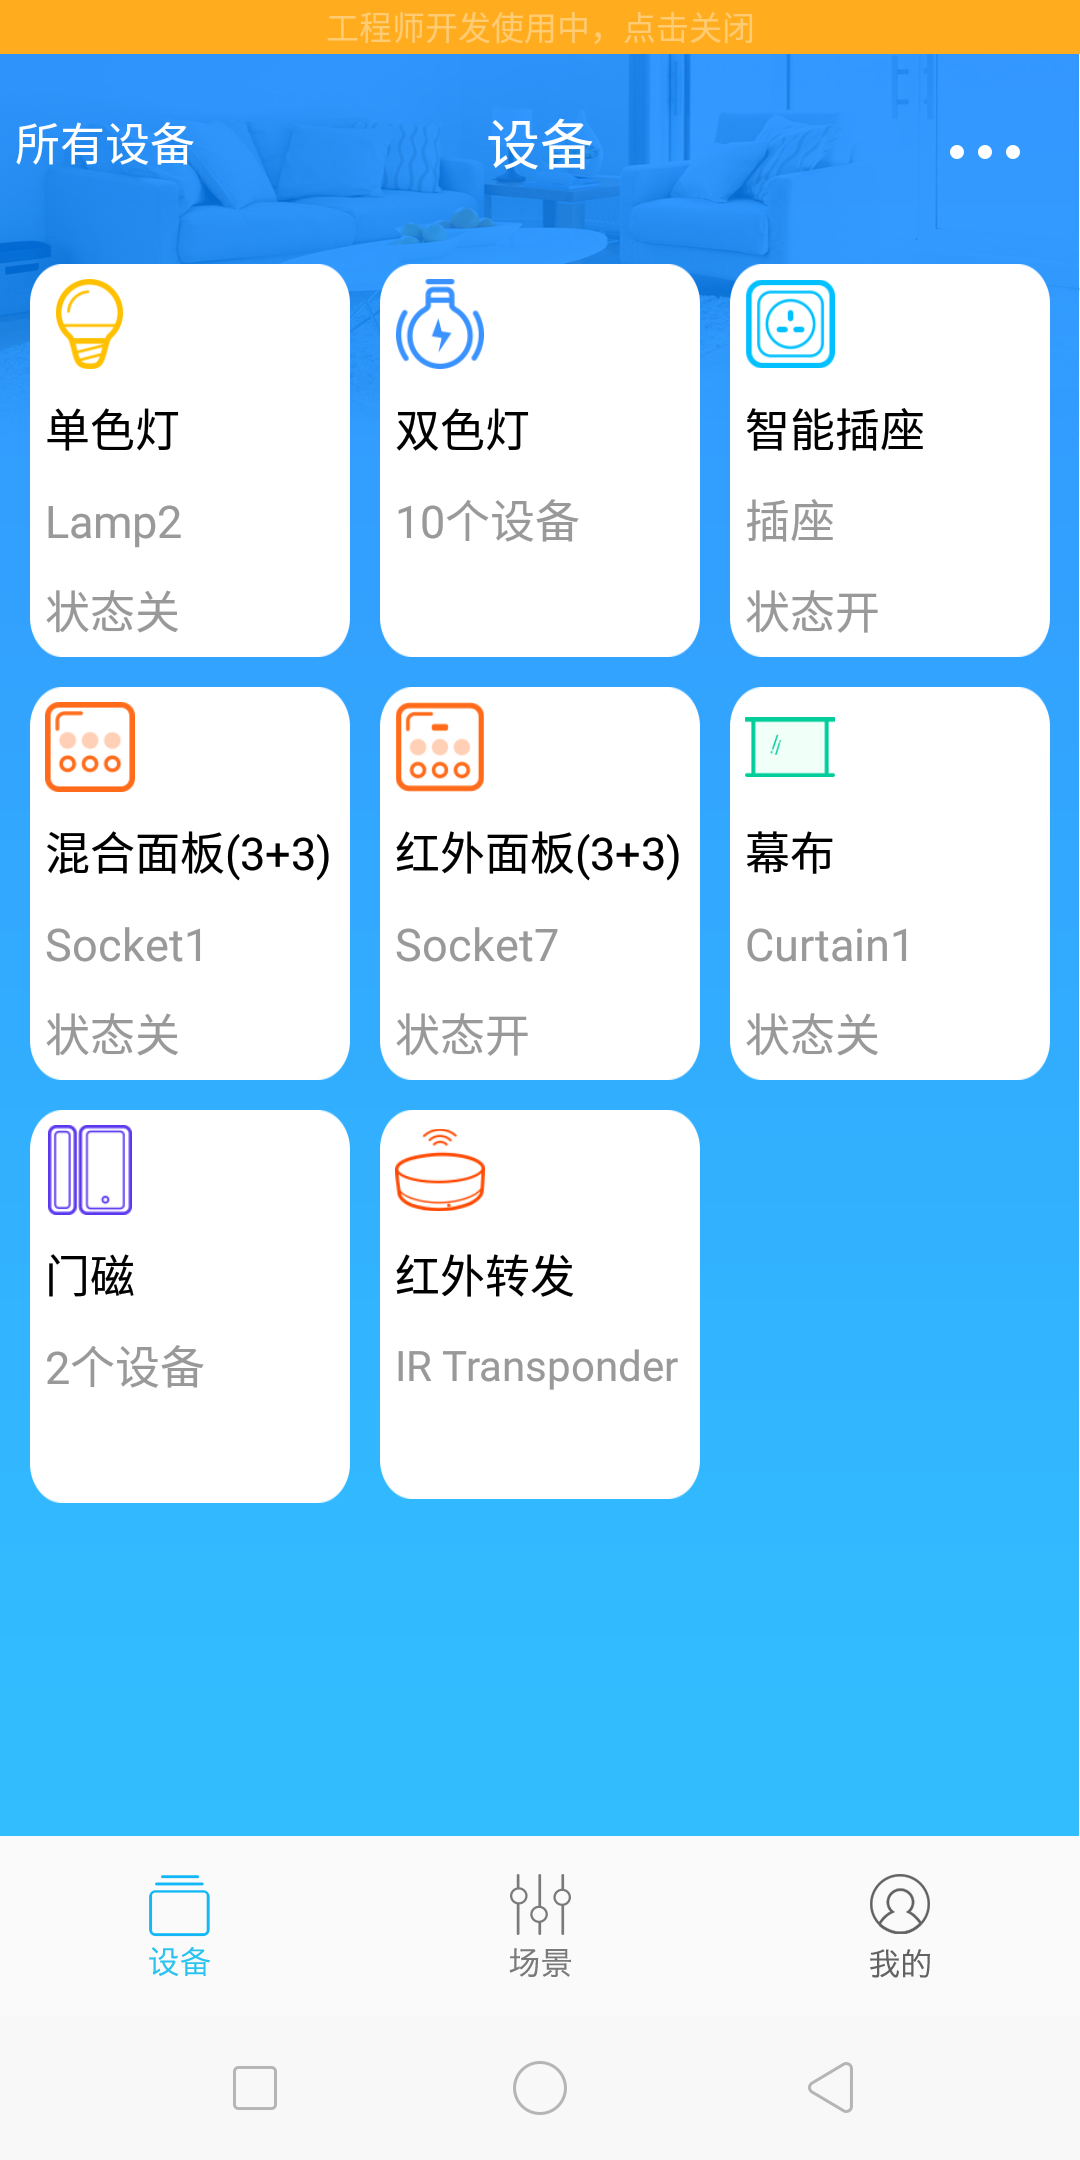 工程师开发使用中，点击关闭
所有设备
设备
单色灯
Lamp2
状态关
双色灯
10个设备
智能插座
插座
状态开
混合面板(3+3)
Socket1
状态关
红外面板(3+3)
Socket7
状态开
幕布
Curtain1
状态关
门磁
2个设备
红外转发
IR Transponder
设备
场景
我的